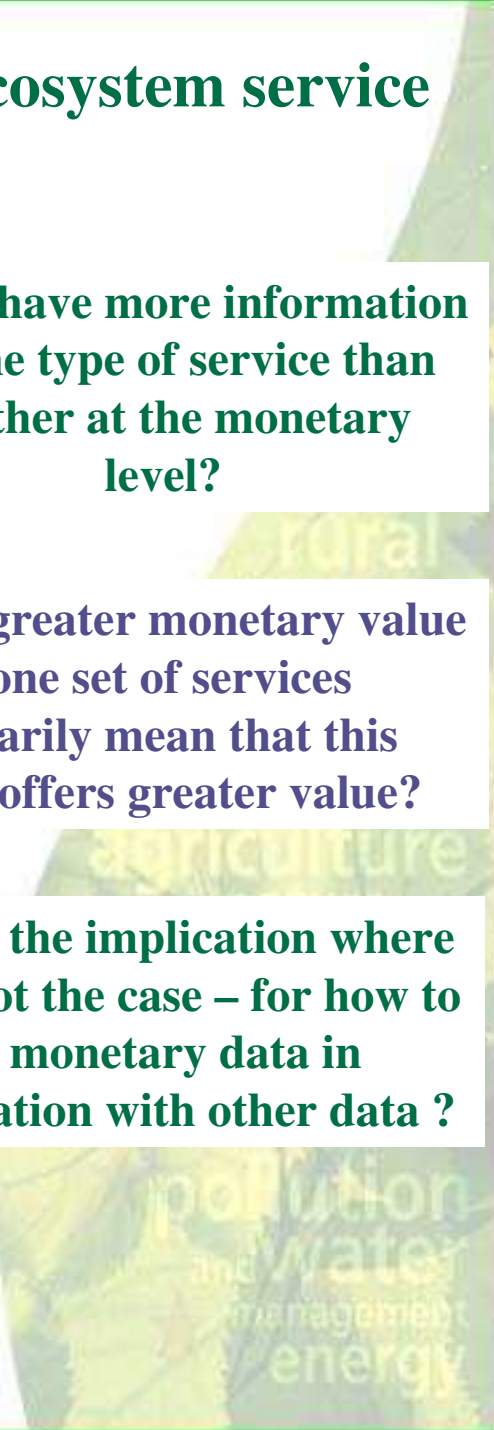 cosystem service
have more information
e type of service than
ther at the monetary
level?
rural
greater monetary value
one set of services
arily mean that this
offers greater value?
agriculture
the implication where
ot the case – for how to
monetary data in
ation with other data ?
pollution
and water
management
energy